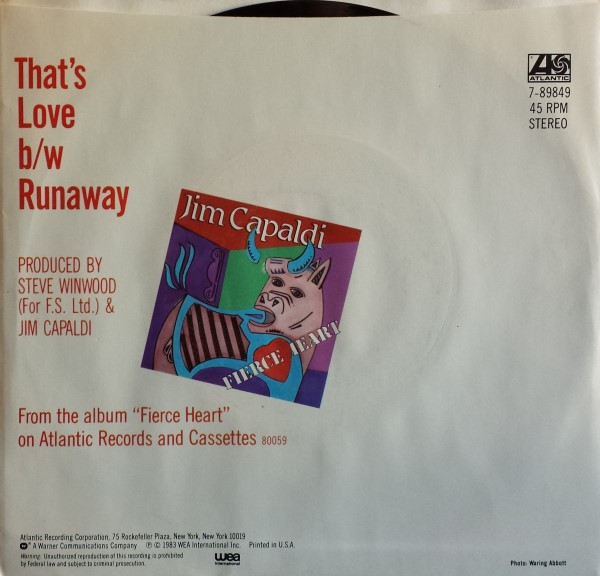 That's
Love
b/w
Runaway
ATLANTIC
7-89849
45 RPM
STEREO
PRODUCED BY
STEVE WINWOOD
(For F.S. Ltd.) &
JIM CAPALDI
Jim Capaldi
FIERCE HEART
From the album "Fierce Heart"
on Atlantic Records and Cassettes 80059
Atlantic Recording Corporation, 75 Rockefeller Plaza, New York, New York 10019
® A Warner Communications Company ℗ © 1983 WEA International Inc. Printed in U.S.A.
Warning: Unauthorized reproduction of this recording is prohibited
by Federal law and subject to criminal prosecution.
wea
International
Photo: Waring Abbott